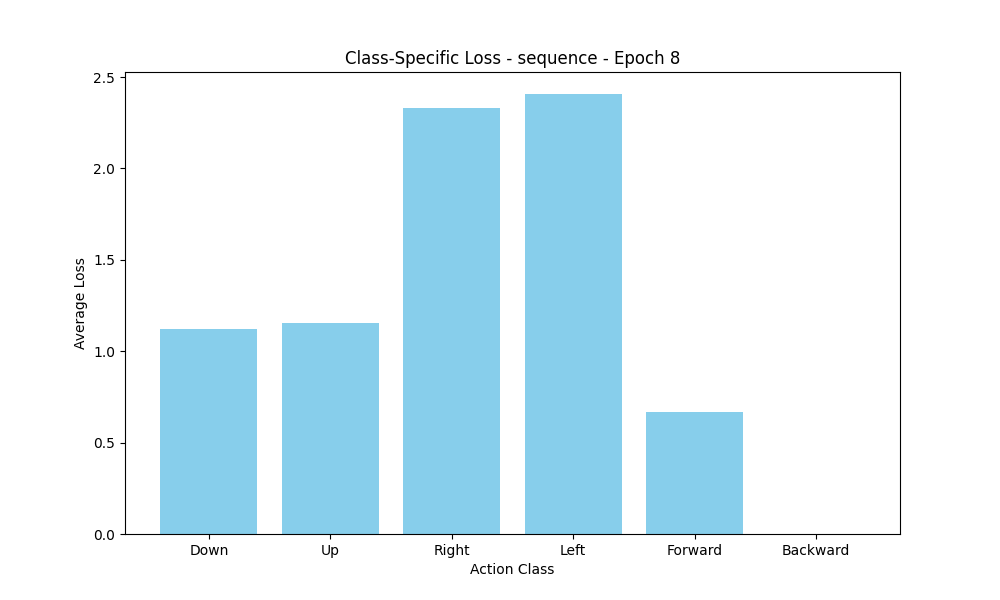 Class-Specific Loss - sequence - Epoch 8
2.5
2.0
1.5
1.0
0.5
0.0
Average Loss
Down Up Right Left Forward Backward
Action Class